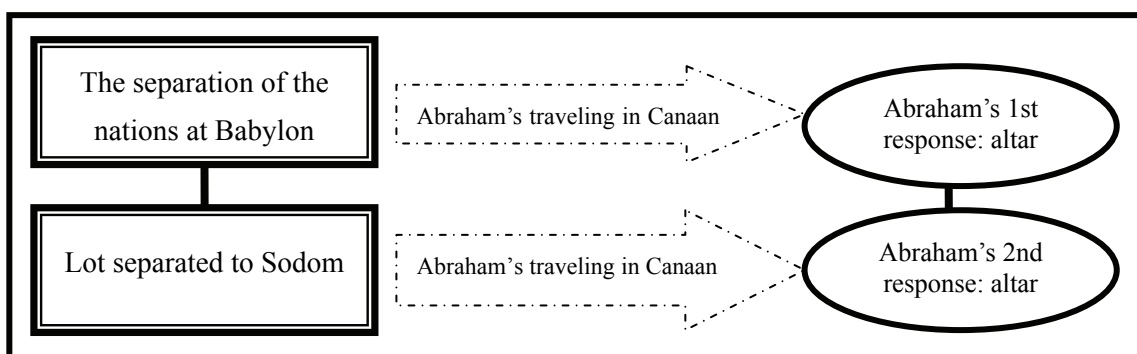 The separation of the
nations at Babylon
Abraham’s traveling in Canaan
Abraham’s 1st
response: altar
Lot separated to Sodom
Abraham’s traveling in Canaan
Abraham’s 2nd
response: altar